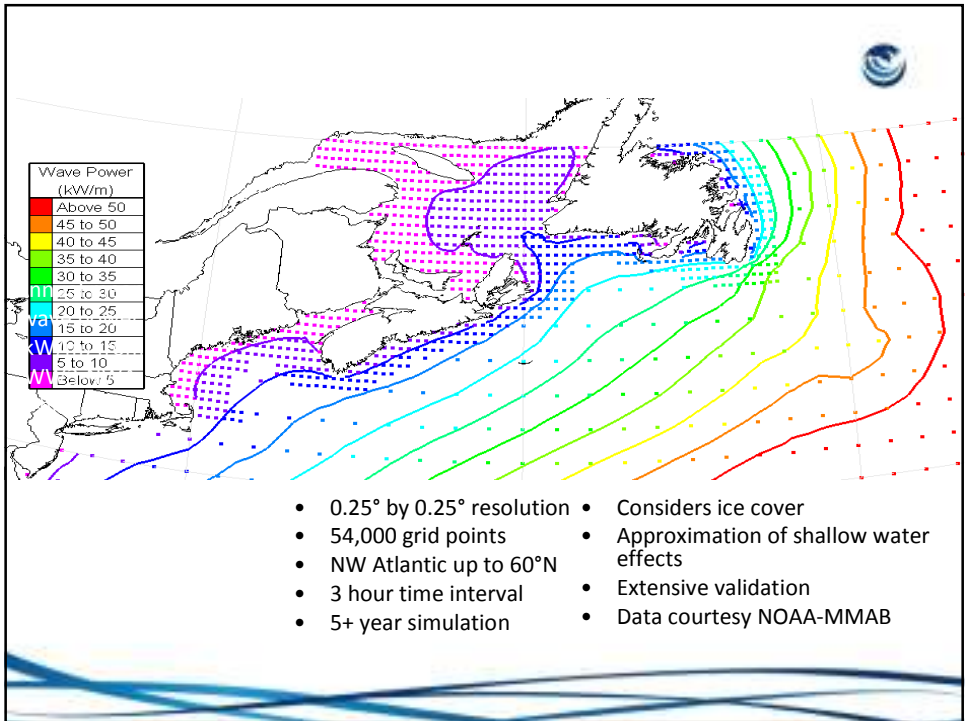 Wave Power
(kW/m)
Above 50
45 to 50
40 to 45
35 to 40
30 to 35
25 to 30
20 to 25
15 to 20
10 to 15
5 to 10
Below 5
• 0.25° by 0.25° resolution
• 54,000 grid points
• NW Atlantic up to 60°N
• 3 hour time interval
• 5+ year simulation
• Considers ice cover
• Approximation of shallow water
effects
• Extensive validation
• Data courtesy NOAA-MMAB